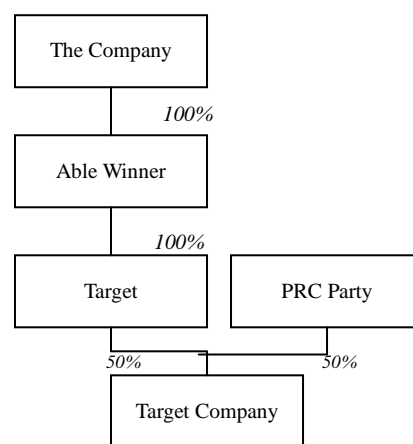 The Company
100%
Able Winner
100%
Target
PRC Party
50%
50%
Target Company